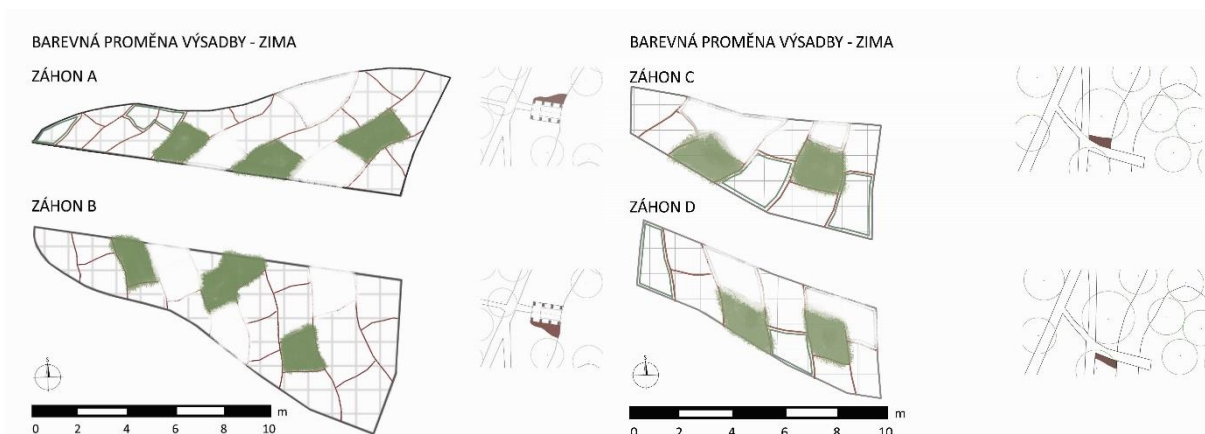 BAREVNÁ PROMĚNA VÝSADBY - ZIMA
ZÁHON A
ZÁHON B
S
m
0 2 4 6 8 10
BAREVNÁ PROMĚNA VÝSADBY - ZIMA
ZÁHON C
ZÁHON D
S
m
0 2 4 6 8 10